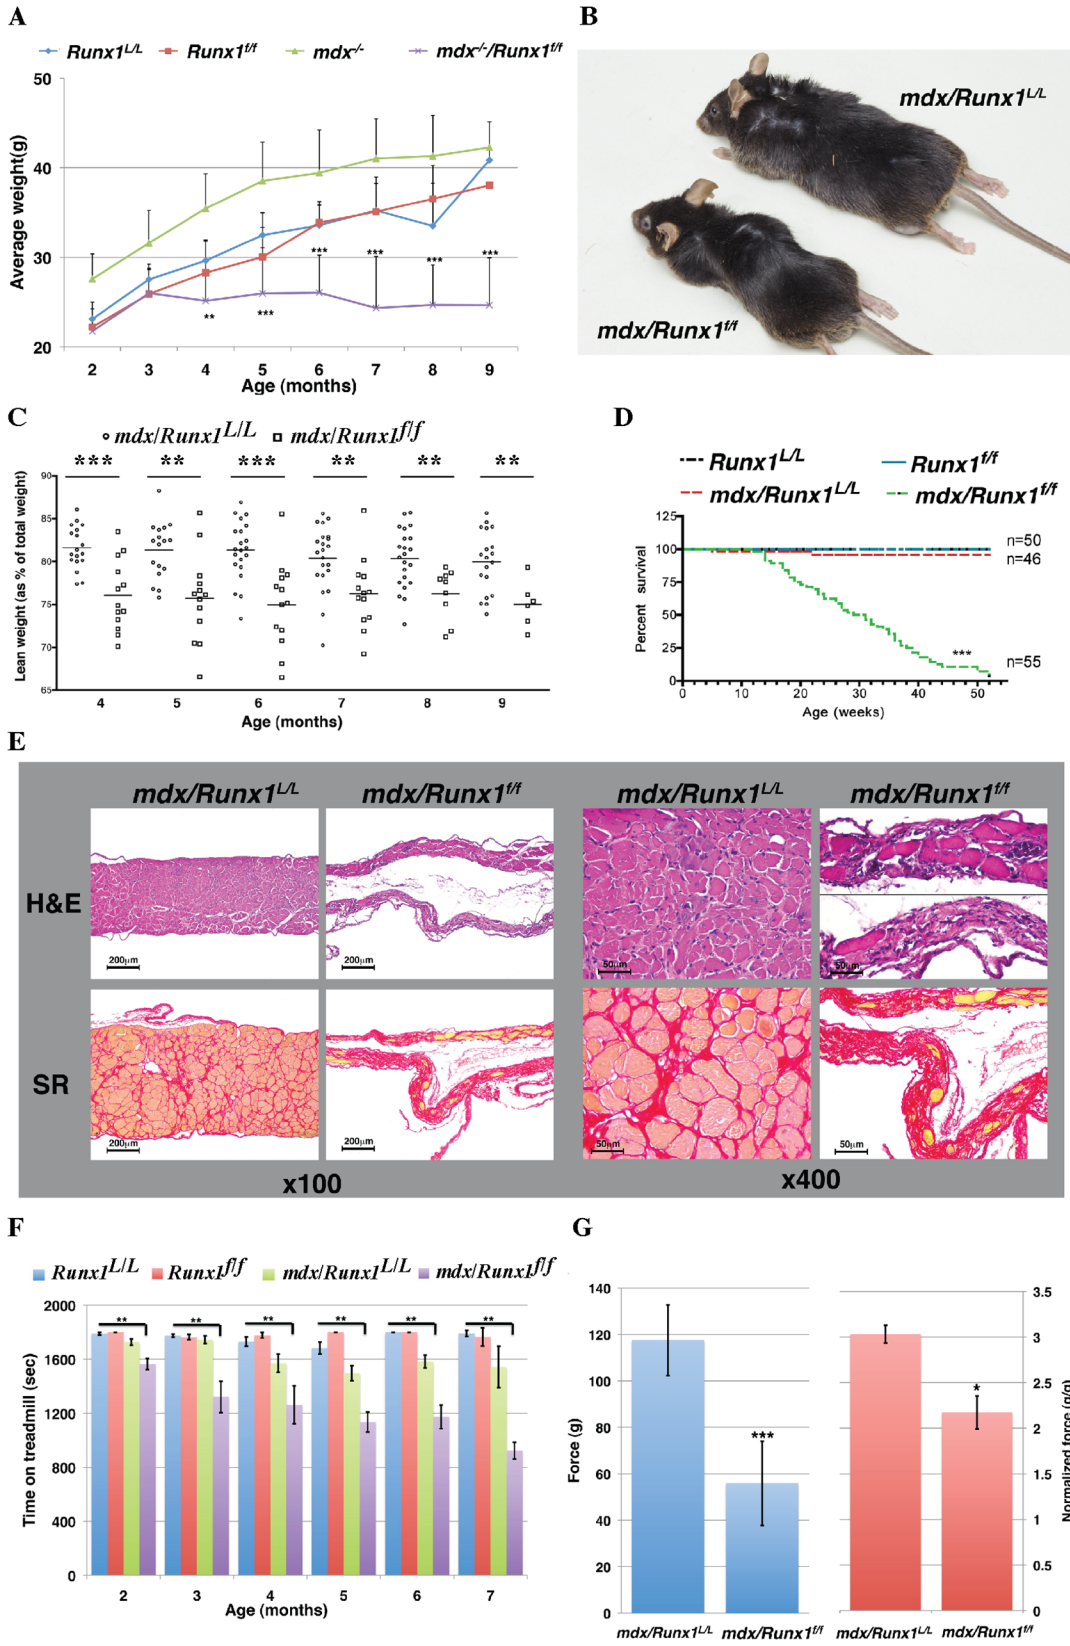 A
Runx1L/L Runx1f/f mdx-/- mdx-/-/Runx1f/f
50
40
30
20
Average weight(g)
*** *** *** ***
** ***
2 3 4 5 6 7 8 9
Age (months)
B
mdx/Runx1L/L
mdx/Runx1f/f
C
mdx/Runx1L/L mdx/Runx1f/f
*** ** *** ** ** **
90
85
80
75
70
65
Lean weight (as % of total weight)
4 5 6 7 8 9
Age (months)
D
Runx1L/L Runx1f/f
mdx/Runx1L/L mdx/Runx1f/f
125
100
75
50
25
0
Percent survival
n=50
n=46
***
n=55
0 10 20 30 40 50
Age (weeks)
E
mdx/Runx1L/L mdx/Runx1f/f mdx/Runx1L/L mdx/Runx1f/f
H&E
200µm 200µm 50µm 50µm
SR
200µm 200µm 50µm 50µm
x100 x400
F
Runx1L/L Runx1f/f mdx/Runx1L/L mdx/Runx1f/f
2000
1600
1200
800
400
0
Time on treadmill (sec)
** ** ** ** ** **
2 3 4 5 6 7
Age (months)
G
140
120
100
80
60
40
20
0
Force (g)
***
mdx/Runx1L/L mdx/Runx1f/f
*
3.5
3
2.5
2
1.5
1
0.5
0
Normalized force (g/g)
mdx/Runx1L/L mdx/Runx1f/f